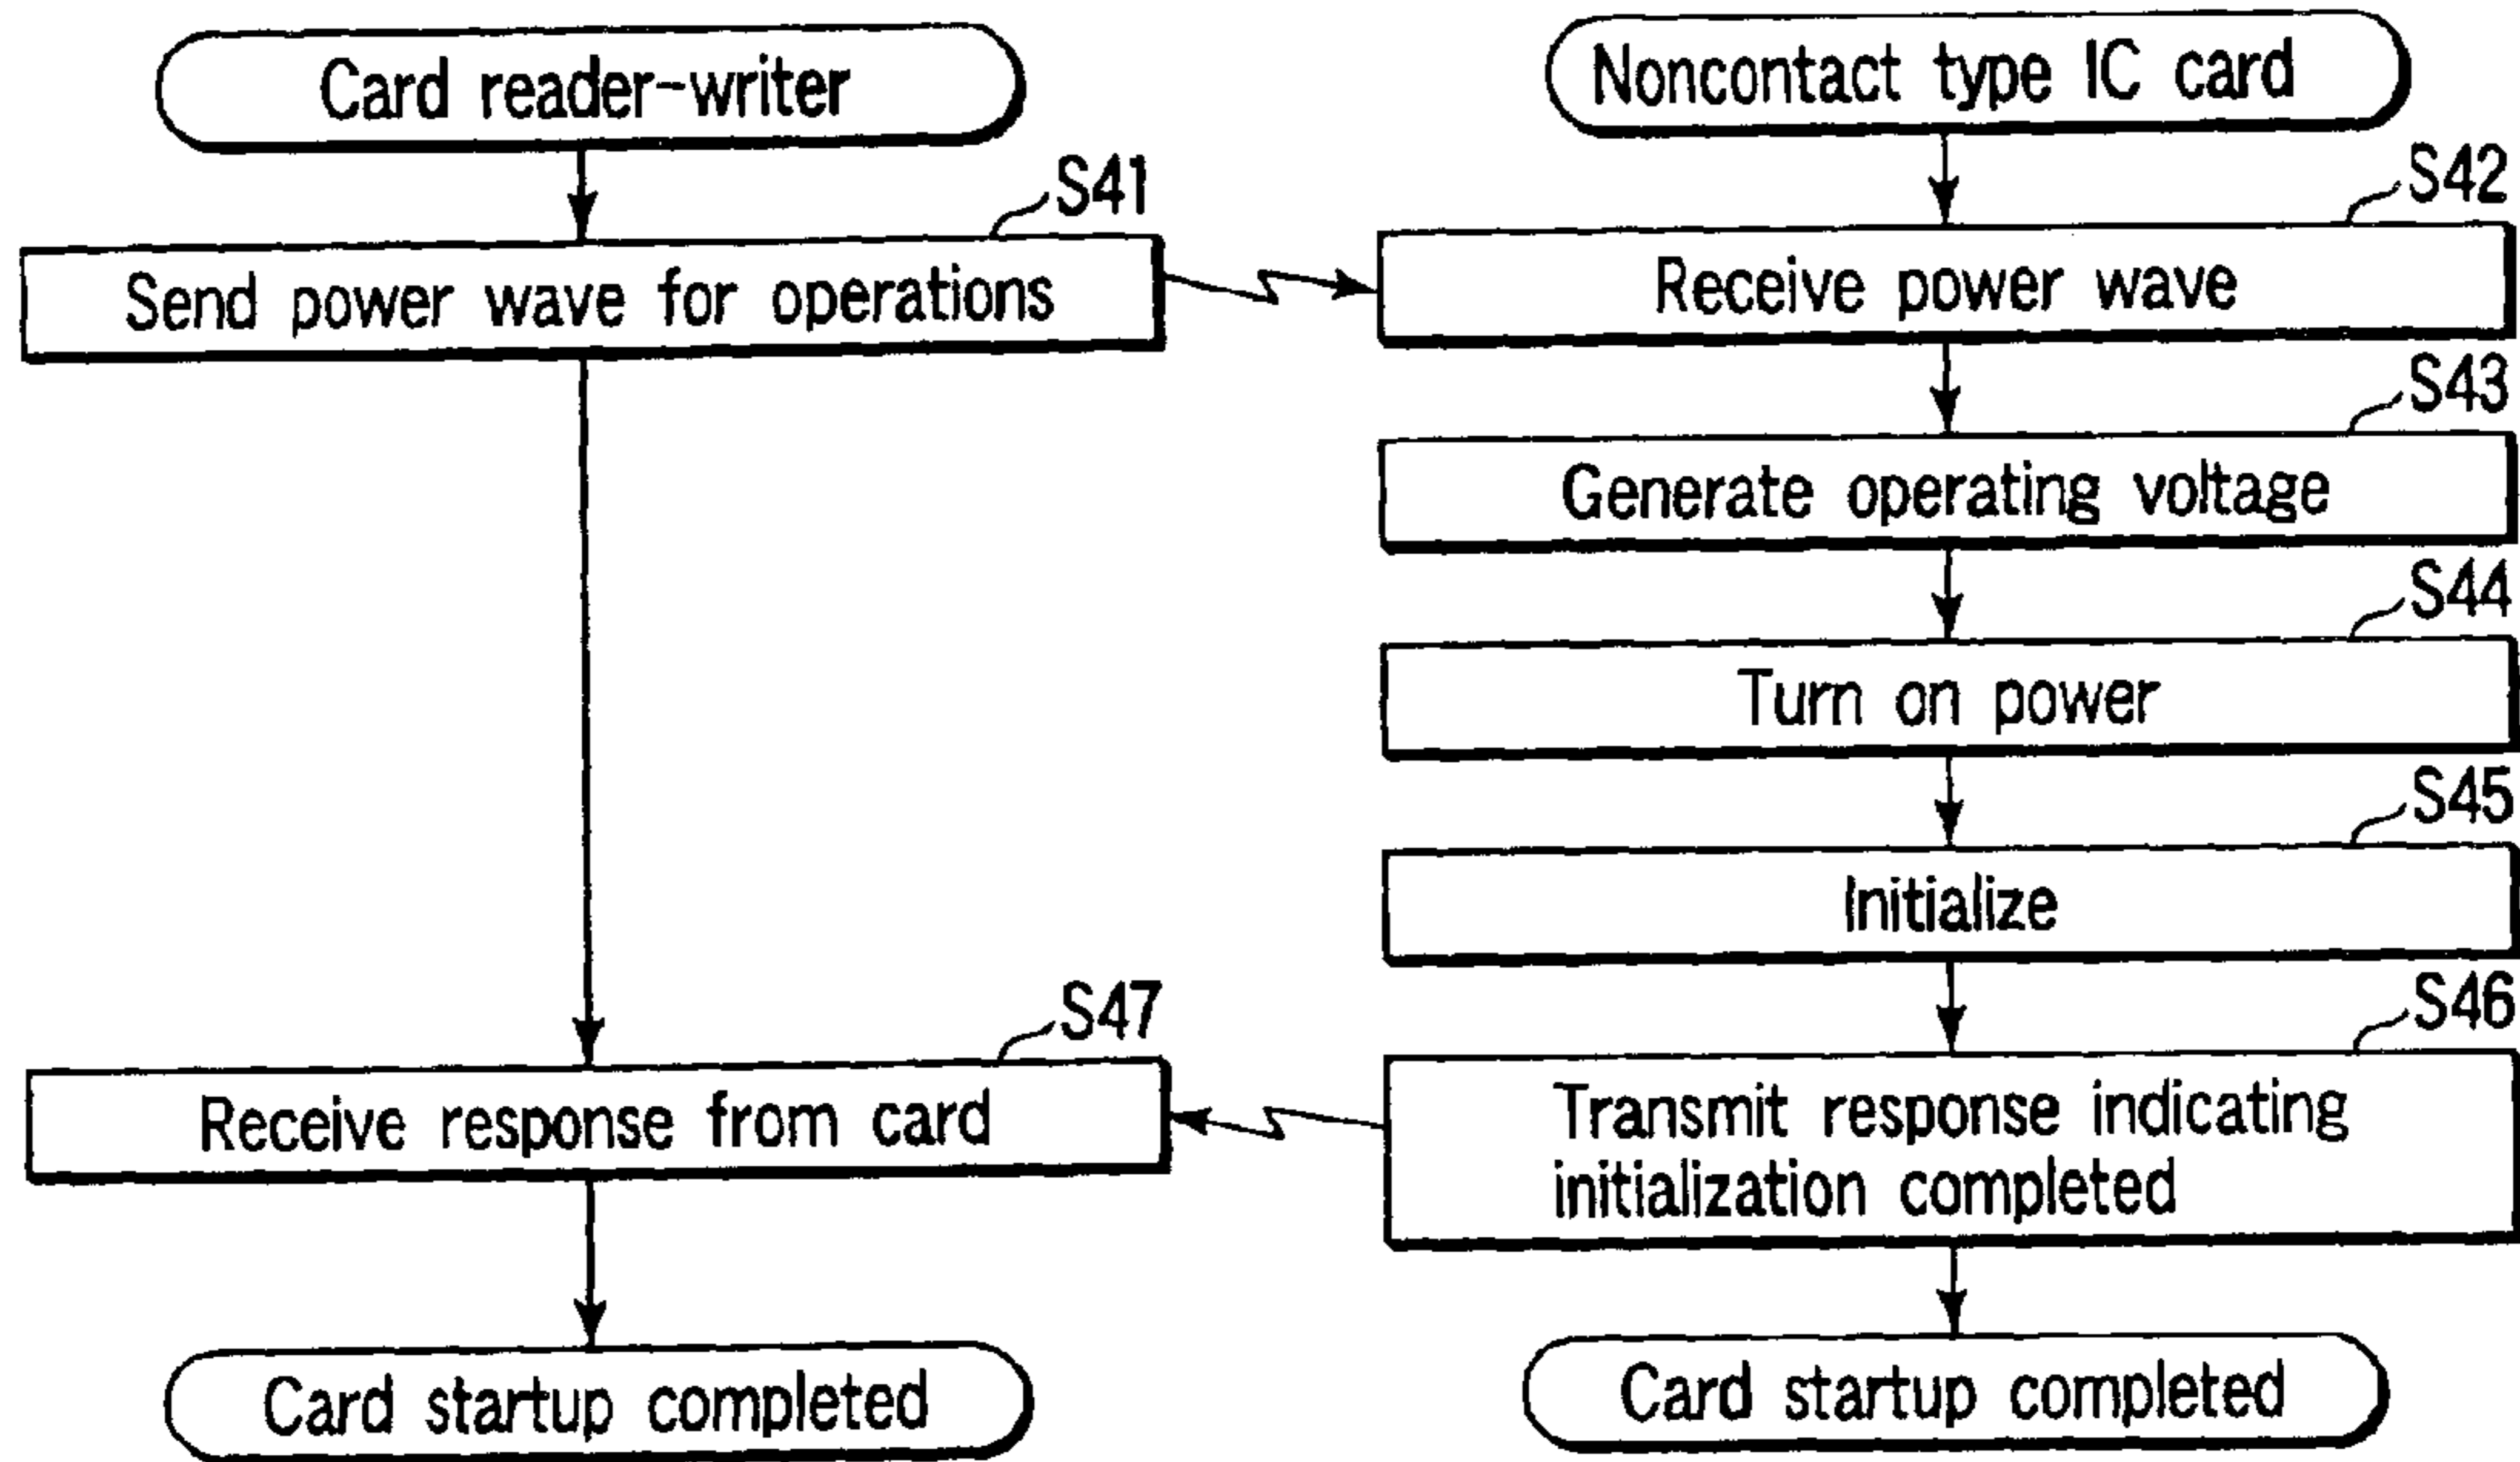 Card reader-writer
Noncontact type IC card
S41
S42
Send power wave for operations
Receive power wave
S43
Generate operating voltage
S44
Turn on power
S45
Initialize
S47
S46
Receive response from card
Transmit response indicating
initialization completed
Card startup completed
Card startup completed